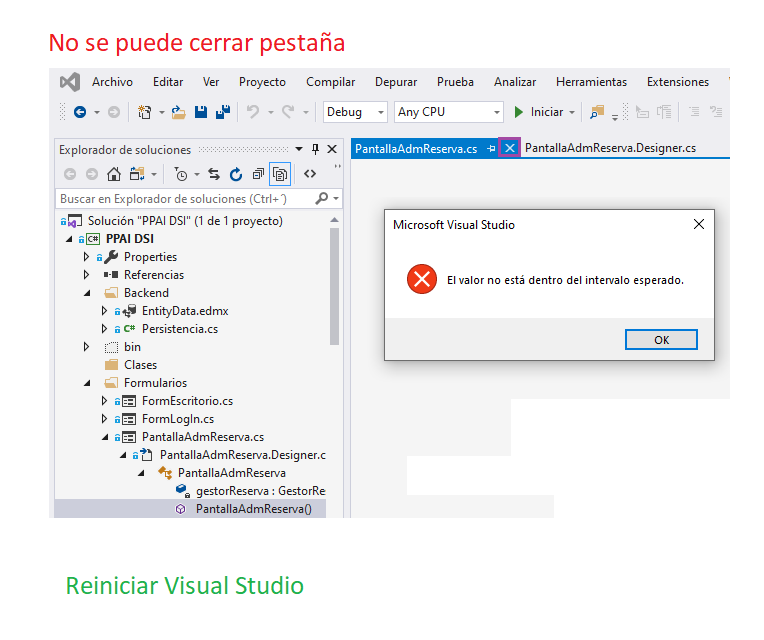 No se puede cerrar pestaña
Archivo Editar Ver Proyecto Compilar Depurar Prueba Analizar Herramientas Extensiones
Debug Any CPU Iniciar
Explorador de soluciones
PantallaAdmReserva.cs PantallaAdmReserva.Designer.cs
Buscar en Explorador de soluciones (Ctrl+´)
Solución "PPAI DSI" (1 de 1 proyecto)
C# PPAI DSI
Properties
Referencias
Backend
EntityData.edmx
C# Persistencia.cs
bin
Clases
Formularios
FormEscritorio.cs
FormLogIn.cs
PantallaAdmReserva.cs
PantallaAdmReserva.Designer.c
PantallaAdmReserva
gestorReserva : GestorRe
PantallaAdmReserva()
Microsoft Visual Studio
El valor no está dentro del intervalo esperado.
OK
Reiniciar Visual Studio